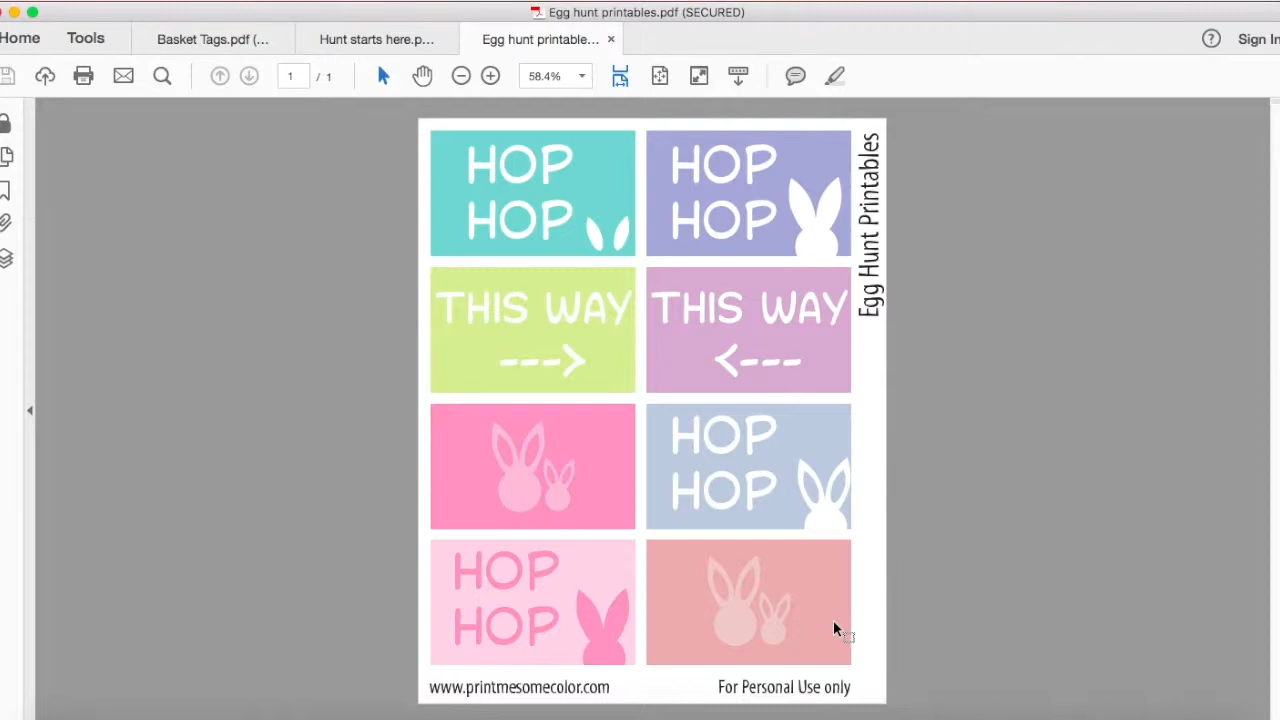 Egg hunt printables.pdf (SECURED)
Home
Tools
Basket Tags.pdf (...
Hunt starts here.p...
Egg hunt printable...
×
?
Sign In
1
/ 1
58.4%
HOP
HOP
HOP
HOP
Egg Hunt Printables
THIS WAY
--->
THIS WAY
<---
HOP
HOP
HOP
HOP
www.printmesomecolor.com
For Personal Use only